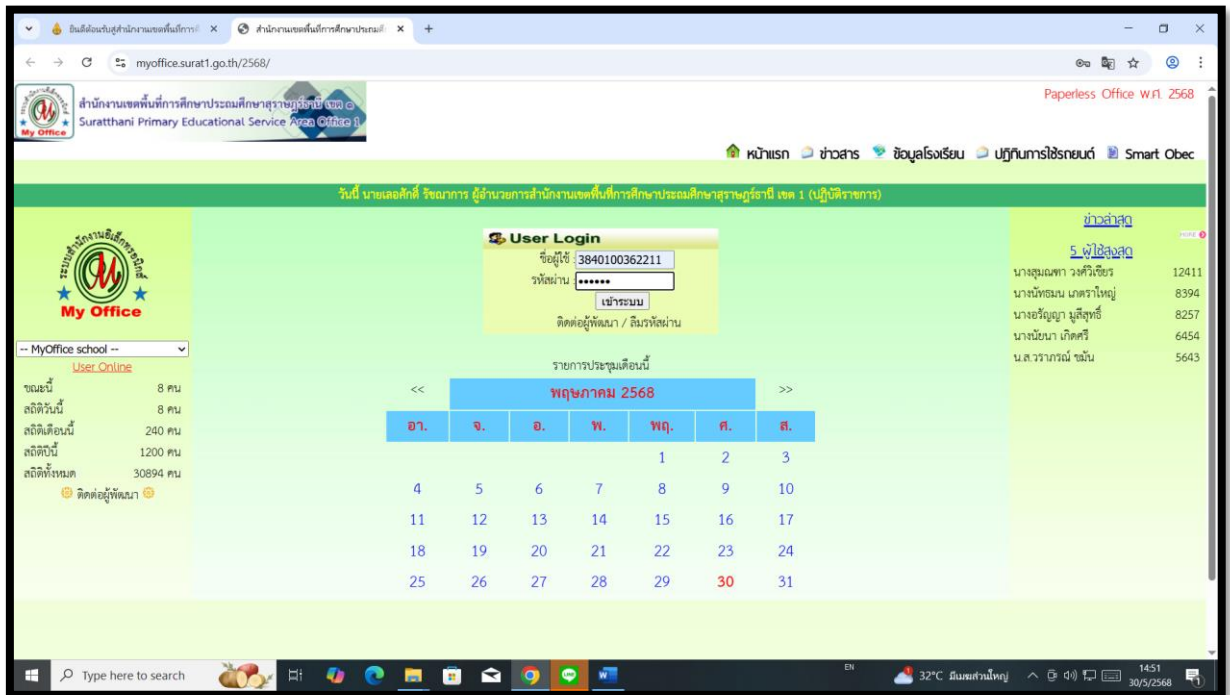 ยินดีต้อนรับสู่สำนักงานเขตพื้นที่การศึ
สำนักงานเขตพื้นที่การศึกษาประถมศึ
myoffice.surat1.go.th/2568/
My Office
สำนักงานเขตพื้นที่การศึกษาประถมศึกษาสุราษฎร์ธานี เขต ๑
Suratthani Primary Educational Service Area Office 1
Paperless Office พ.ศ. 2568
หน้าแรก ข่าวสาร ข้อมูลโรงเรียน ปฏิทินการใช้รถยนต์ Smart Obec
วันนี้ นายเลอศักดิ์ รัชณาการ ผู้อำนวยการสำนักงานเขตพื้นที่การศึกษาประถมศึกษาสุราษฎร์ธานี เขต 1 (ปฏิบัติราชการ)
ระบบสำนักงานอิเล็กทรอนิกส์
My Office
-- MyOffice school --
User Online
ขณะนี้ 8 คน
สถิติวันนี้ 8 คน
สถิติเดือนนี้ 240 คน
สถิติปีนี้ 1200 คน
สถิติทั้งหมด 30894 คน
ติดต่อผู้พัฒนา
User Login
ชื่อผู้ใช้ : 3840100362211
รหัสผ่าน : ••••••
เข้าระบบ
ติดต่อผู้พัฒนา / ลืมรหัสผ่าน
รายการประชุมเดือนนี้
<< พฤษภาคม 2568 >>
อา. จ. อ. พ. พฤ. ศ. ส.
1 2 3
4 5 6 7 8 9 10
11 12 13 14 15 16 17
18 19 20 21 22 23 24
25 26 27 28 29 30 31
ข่าวล่าสุด
MORE
5 ผู้ใช้สูงสุด
นางสุมณฑา วงศ์วิเชียร 12411
นางนัทธมน เภตราใหญ่ 8394
นางอรัญญา มูสีสุทธิ์ 8257
นางนัยนา เกิดศรี 6454
น.ส.วราภรณ์ ขมัน 5643
Type here to search
EN
32°C มีเมฆส่วนใหญ่
14:51
30/5/2568